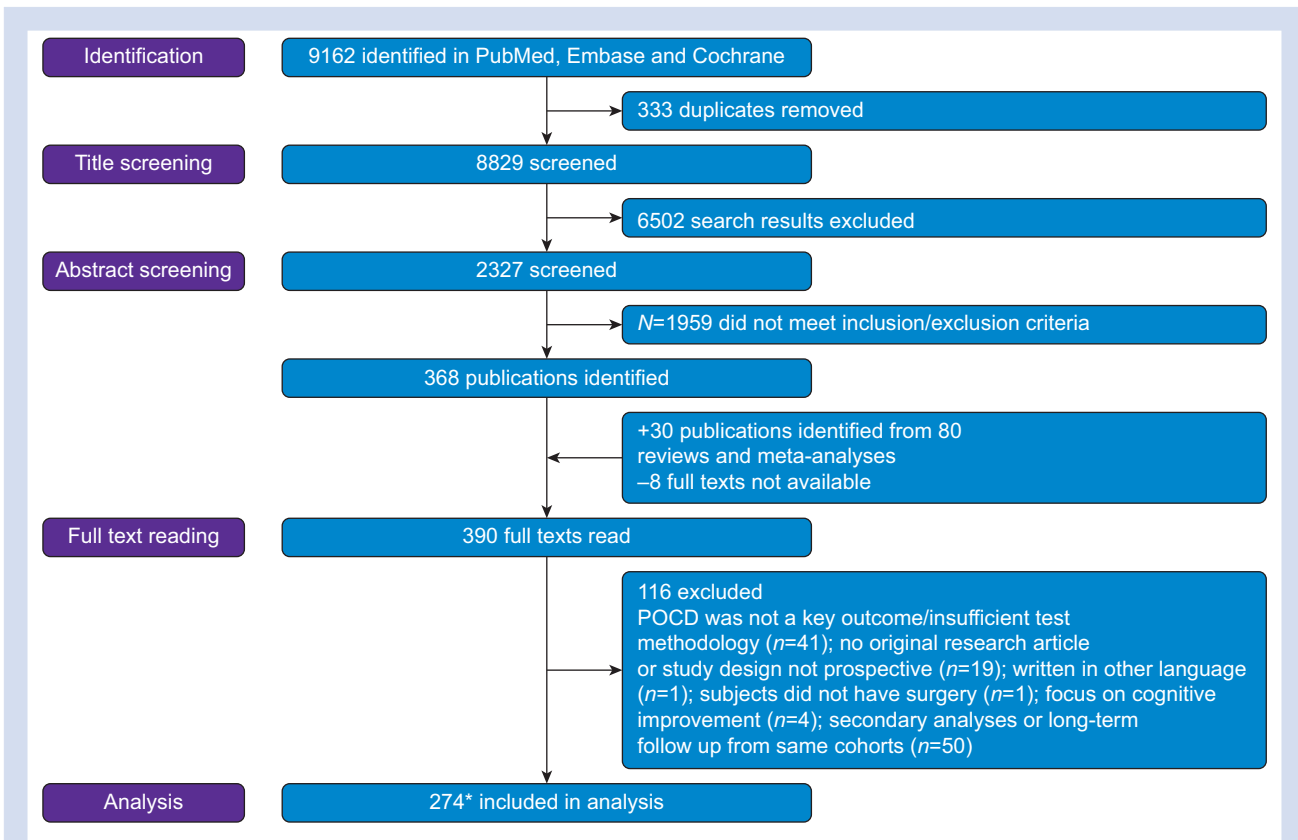 Identification
9162 identified in PubMed, Embase and Cochrane
333 duplicates removed
Title screening
8829 screened
6502 search results excluded
Abstract screening
2327 screened
N=1959 did not meet inclusion/exclusion criteria
368 publications identified
+30 publications identified from 80
reviews and meta-analyses
–8 full texts not available
Full text reading
390 full texts read
116 excluded
POCD was not a key outcome/insufficient test
methodology (n=41); no original research article
or study design not prospective (n=19); written in other language
(n=1); subjects did not have surgery (n=1); focus on cognitive
improvement (n=4); secondary analyses or long-term
follow up from same cohorts (n=50)
Analysis
274* included in analysis